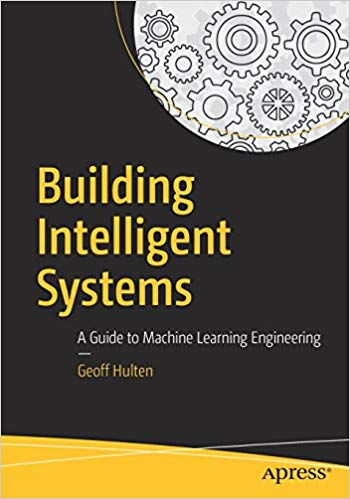 Building
Intelligent
Systems
A Guide to Machine Learning Engineering
—
Geoff Hulten
Apress®